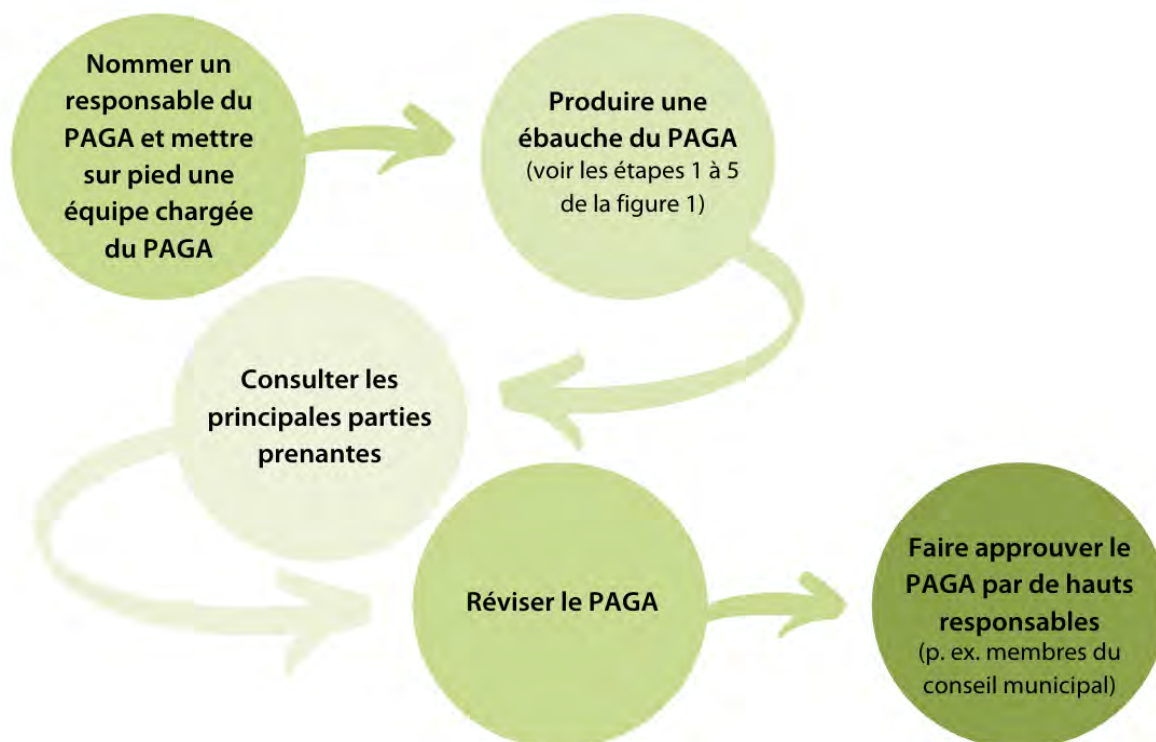 Nommer un
responsable du
PAGA et mettre
sur pied une
équipe chargée
du PAGA
Produire une
ébauche du PAGA
(voir les étapes 1 à 5
de la figure 1)
Consulter les
principales parties
prenantes
Réviser le PAGA
Faire approuver le
PAGA par de hauts
responsables
(p. ex. membres du
conseil municipal)